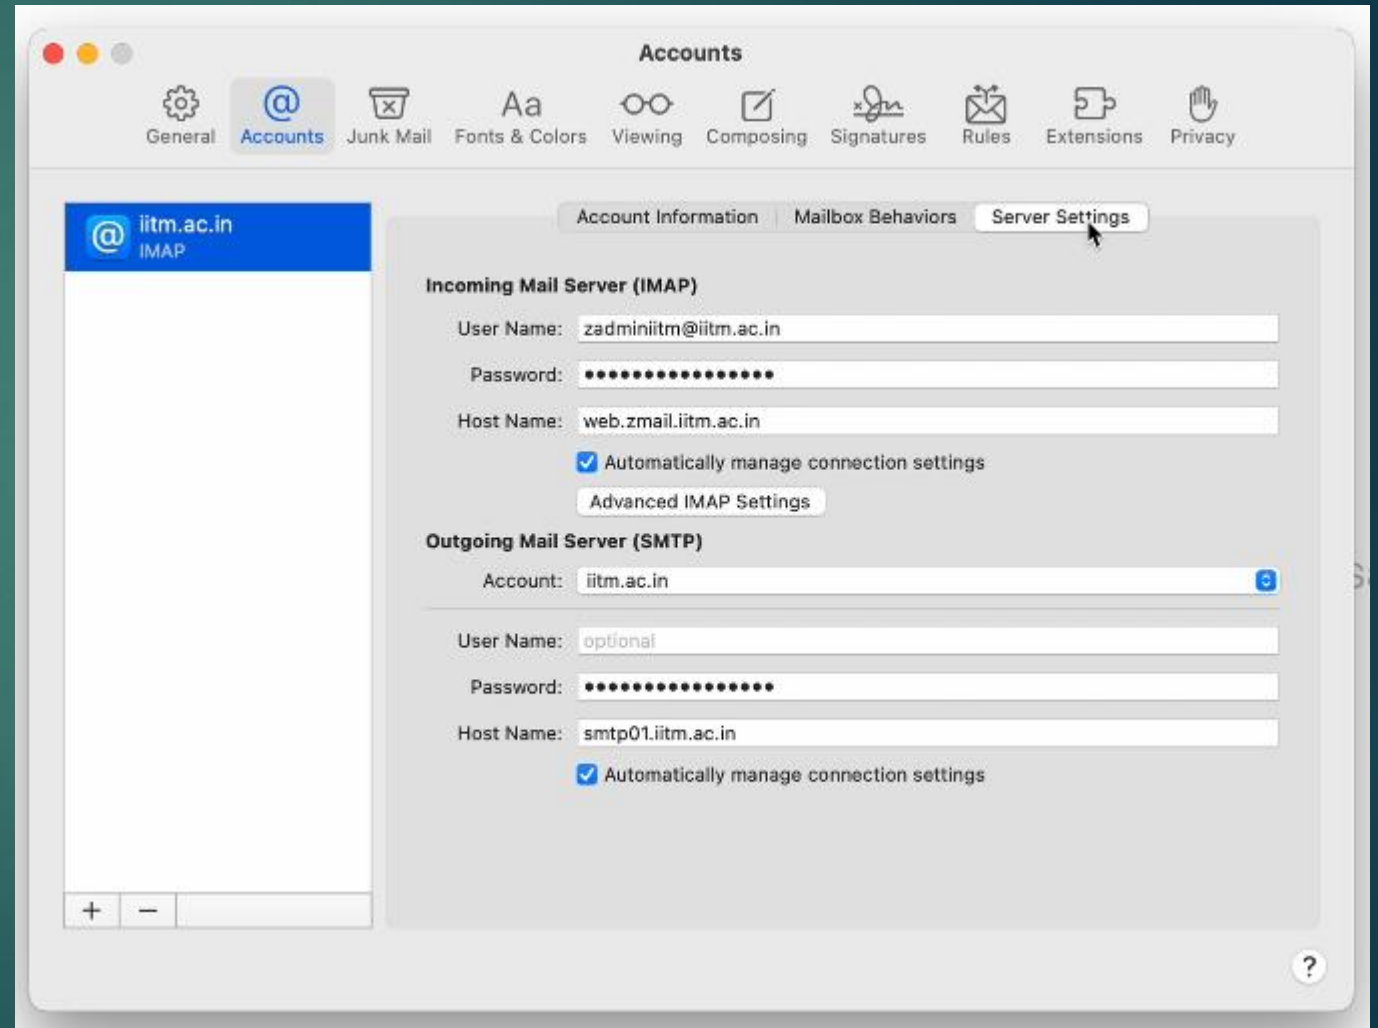 Accounts
General Accounts Junk Mail Aa Fonts & Colors Viewing Composing Signatures Rules Extensions Privacy
@ iitm.ac.in
IMAP
Account Information Mailbox Behaviors Server Settings
Incoming Mail Server (IMAP)
User Name: zadminiitm@iitm.ac.in
Password: ••••••••••••••••
Host Name: web.zmail.iitm.ac.in
Automatically manage connection settings
Advanced IMAP Settings
Outgoing Mail Server (SMTP)
Account: iitm.ac.in
User Name: optional
Password: ••••••••••••••••
Host Name: smtp01.iitm.ac.in
Automatically manage connection settings
+ −
?